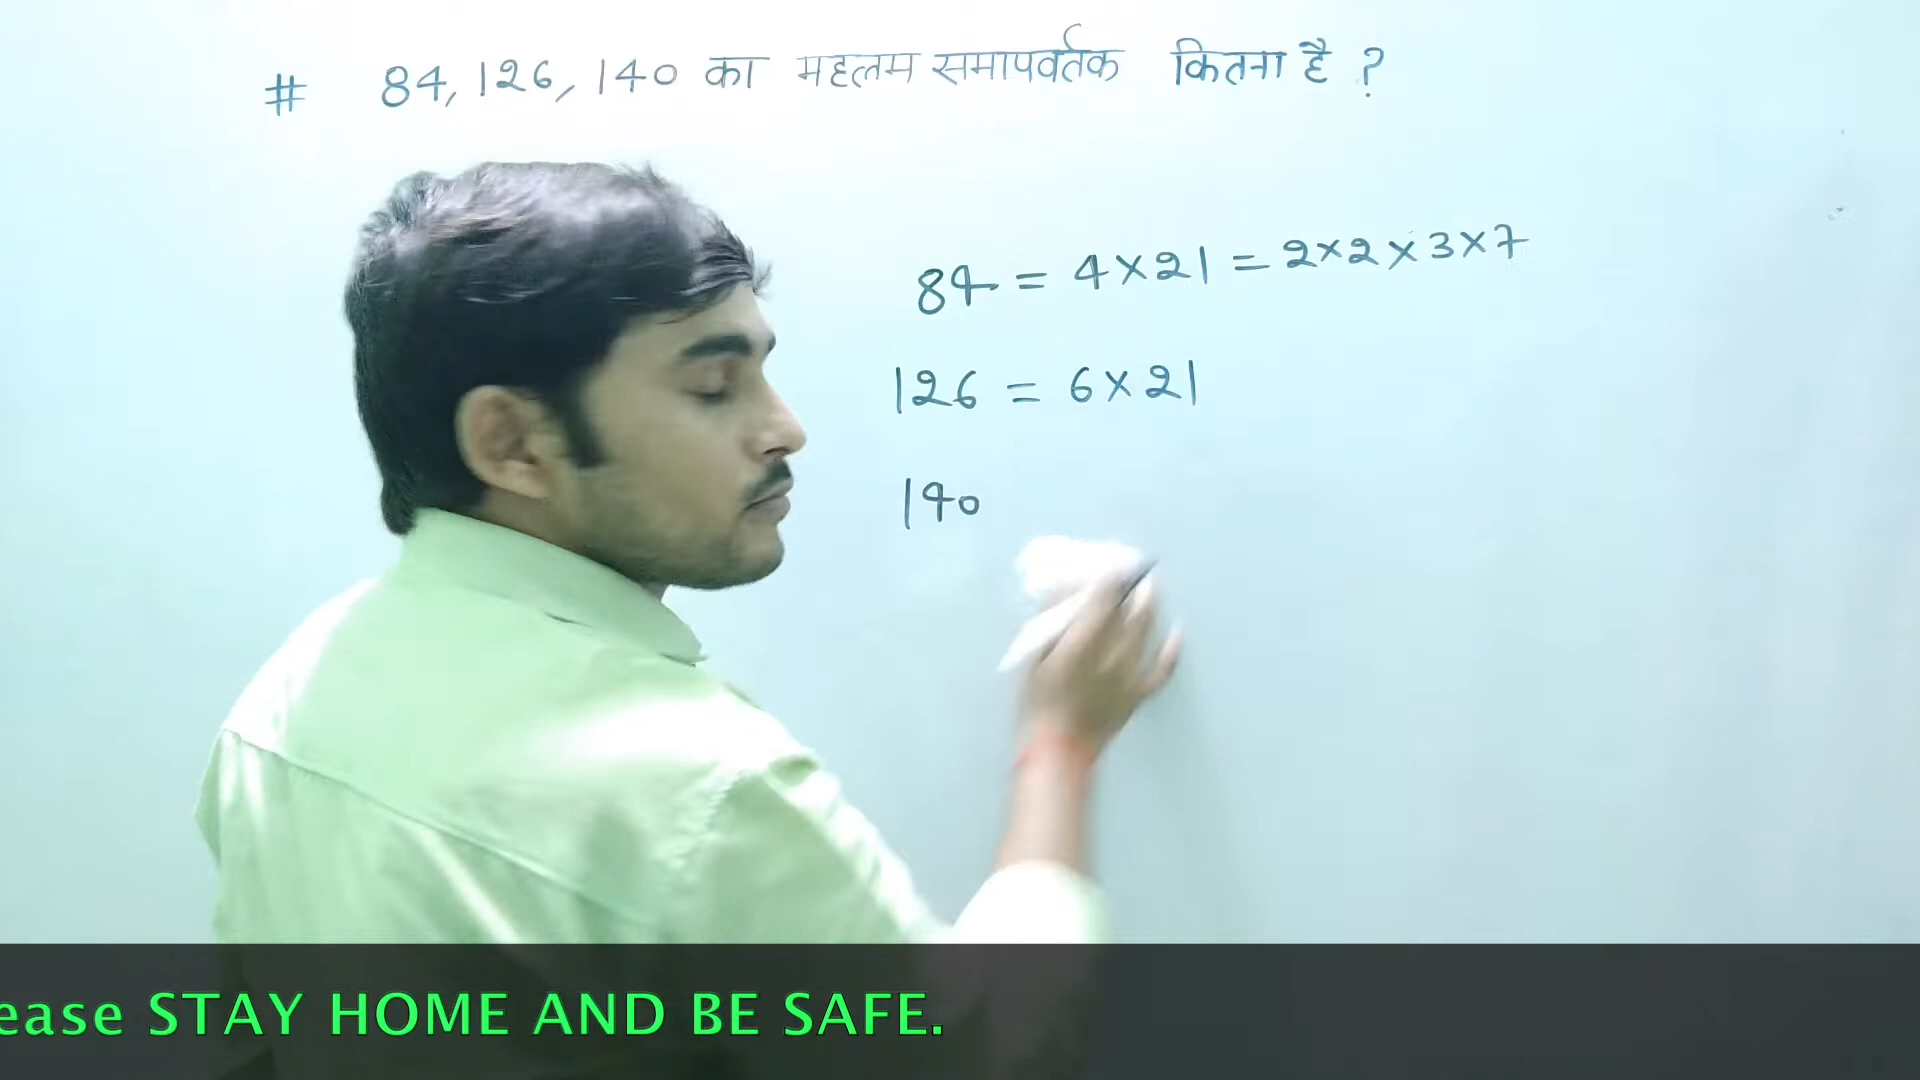 # 84, 126, 140 का महत्तम समापवर्तक कितना है ?
84 = 4×21 = 2×2×3×7
126 = 6×21
140
ease STAY HOME AND BE SAFE.